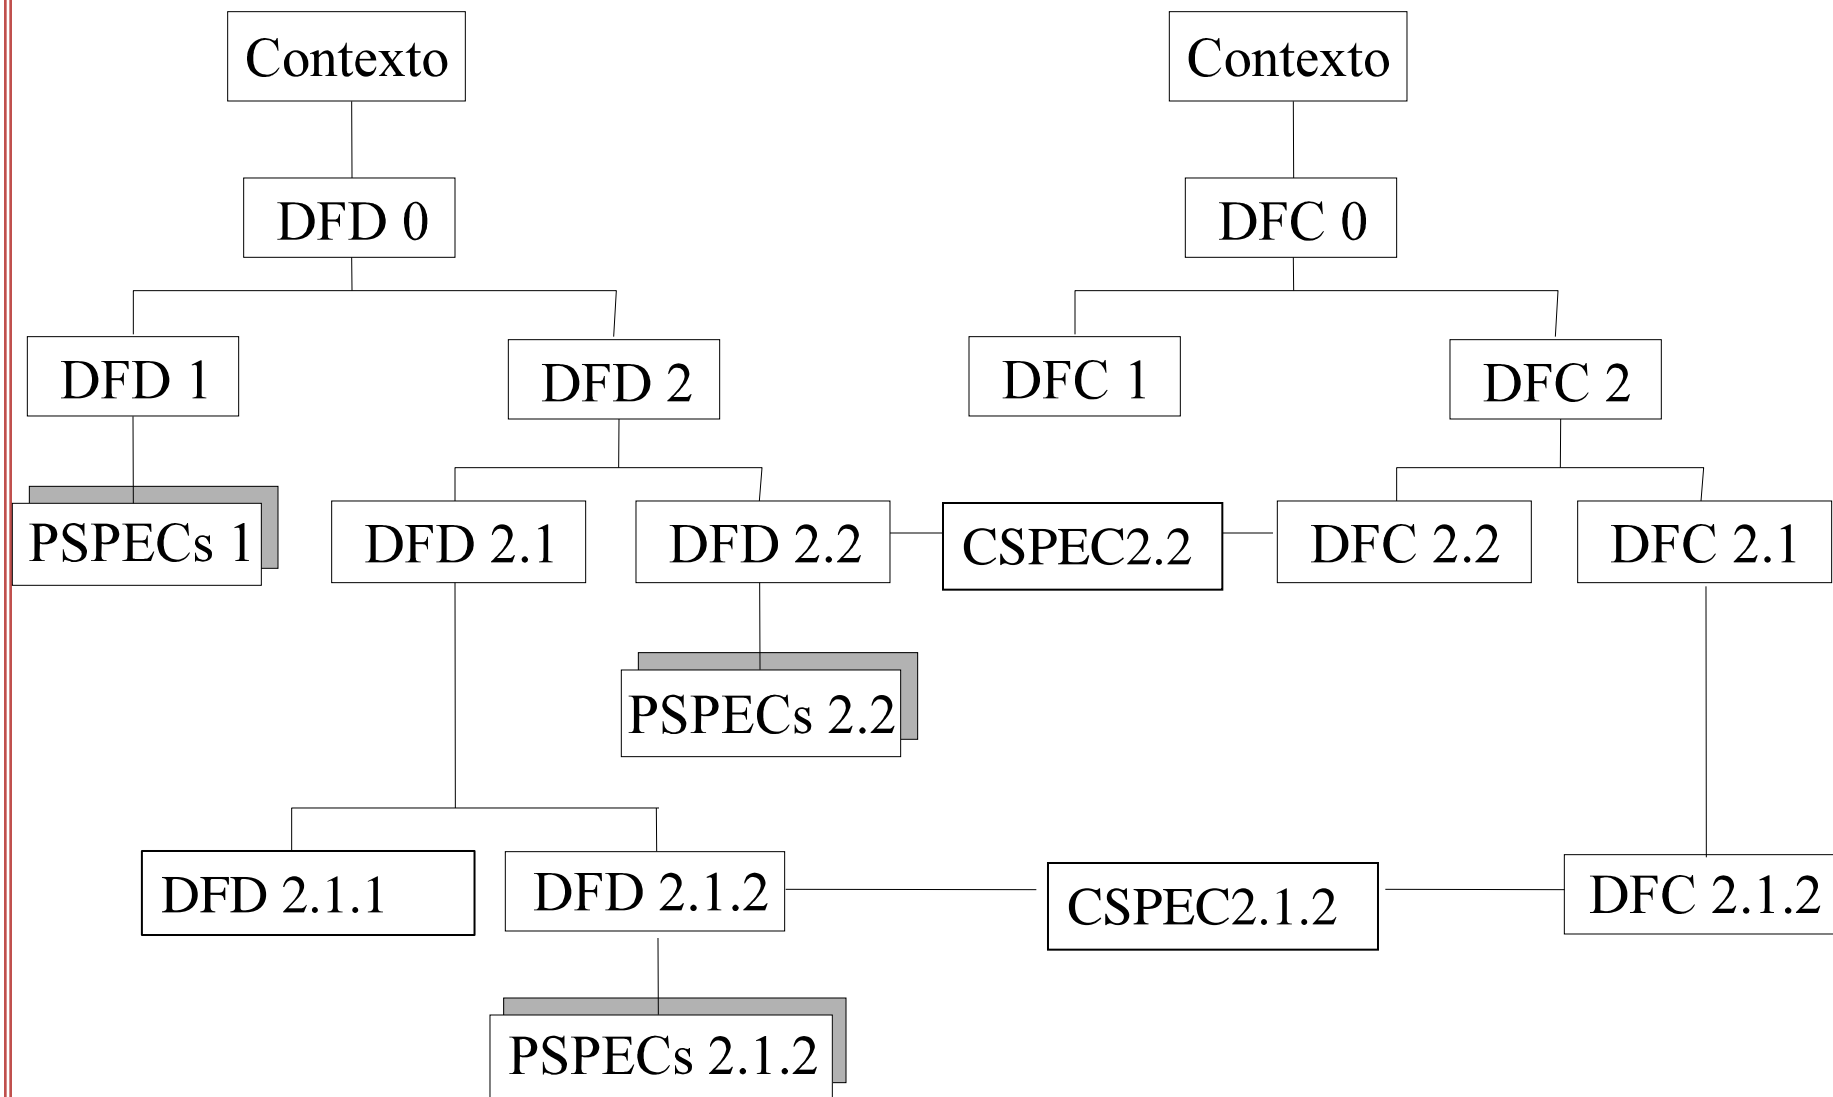 Contexto
Contexto
DFD 0
DFC 0
DFD 1
DFD 2
DFC 1
DFC 2
PSPECs 1
DFD 2.1
DFD 2.2
CSPEC2.2
DFC 2.2
DFC 2.1
PSPECs 2.2
DFD 2.1.1
DFD 2.1.2
CSPEC2.1.2
DFC 2.1.2
PSPECs 2.1.2